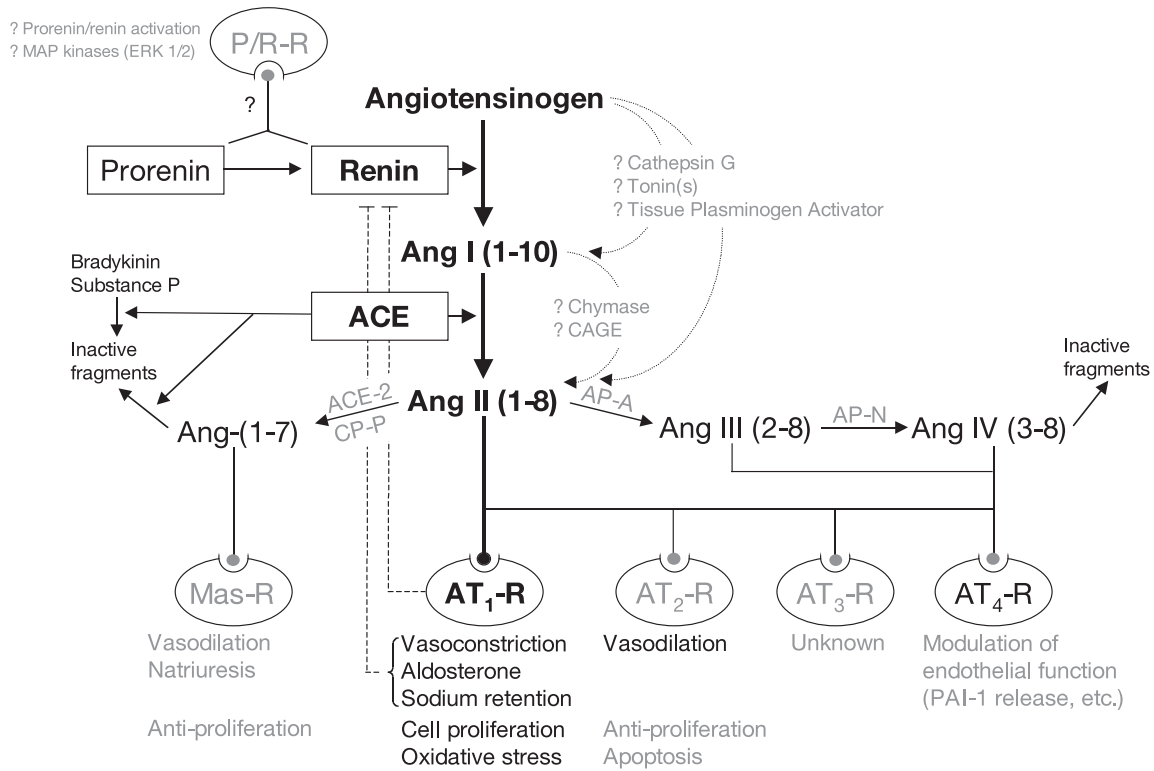 ? Prorenin/renin activation
? MAP kinases (ERK 1/2)
P/R-R
?
Angiotensinogen
Prorenin
Renin
? Cathepsin G
? Tonin(s)
? Tissue Plasminogen Activator
Ang I (1-10)
Bradykinin
Substance P
ACE
? Chymase
? CAGE
Inactive
fragments
Inactive
fragments
ACE-2
CP-P
Ang II (1-8)
AP-A
Ang-(1-7)
Ang III (2-8)
AP-N
Ang IV (3-8)
Mas-R
AT1-R
AT2-R
AT3-R
AT4-R
Vasodilation
Natriuresis
Anti-proliferation
Vasoconstriction
Aldosterone
Sodium retention
Cell proliferation
Oxidative stress
Vasodilation
Anti-proliferation
Apoptosis
Unknown
Modulation of
endothelial function
(PAI-1 release, etc.)